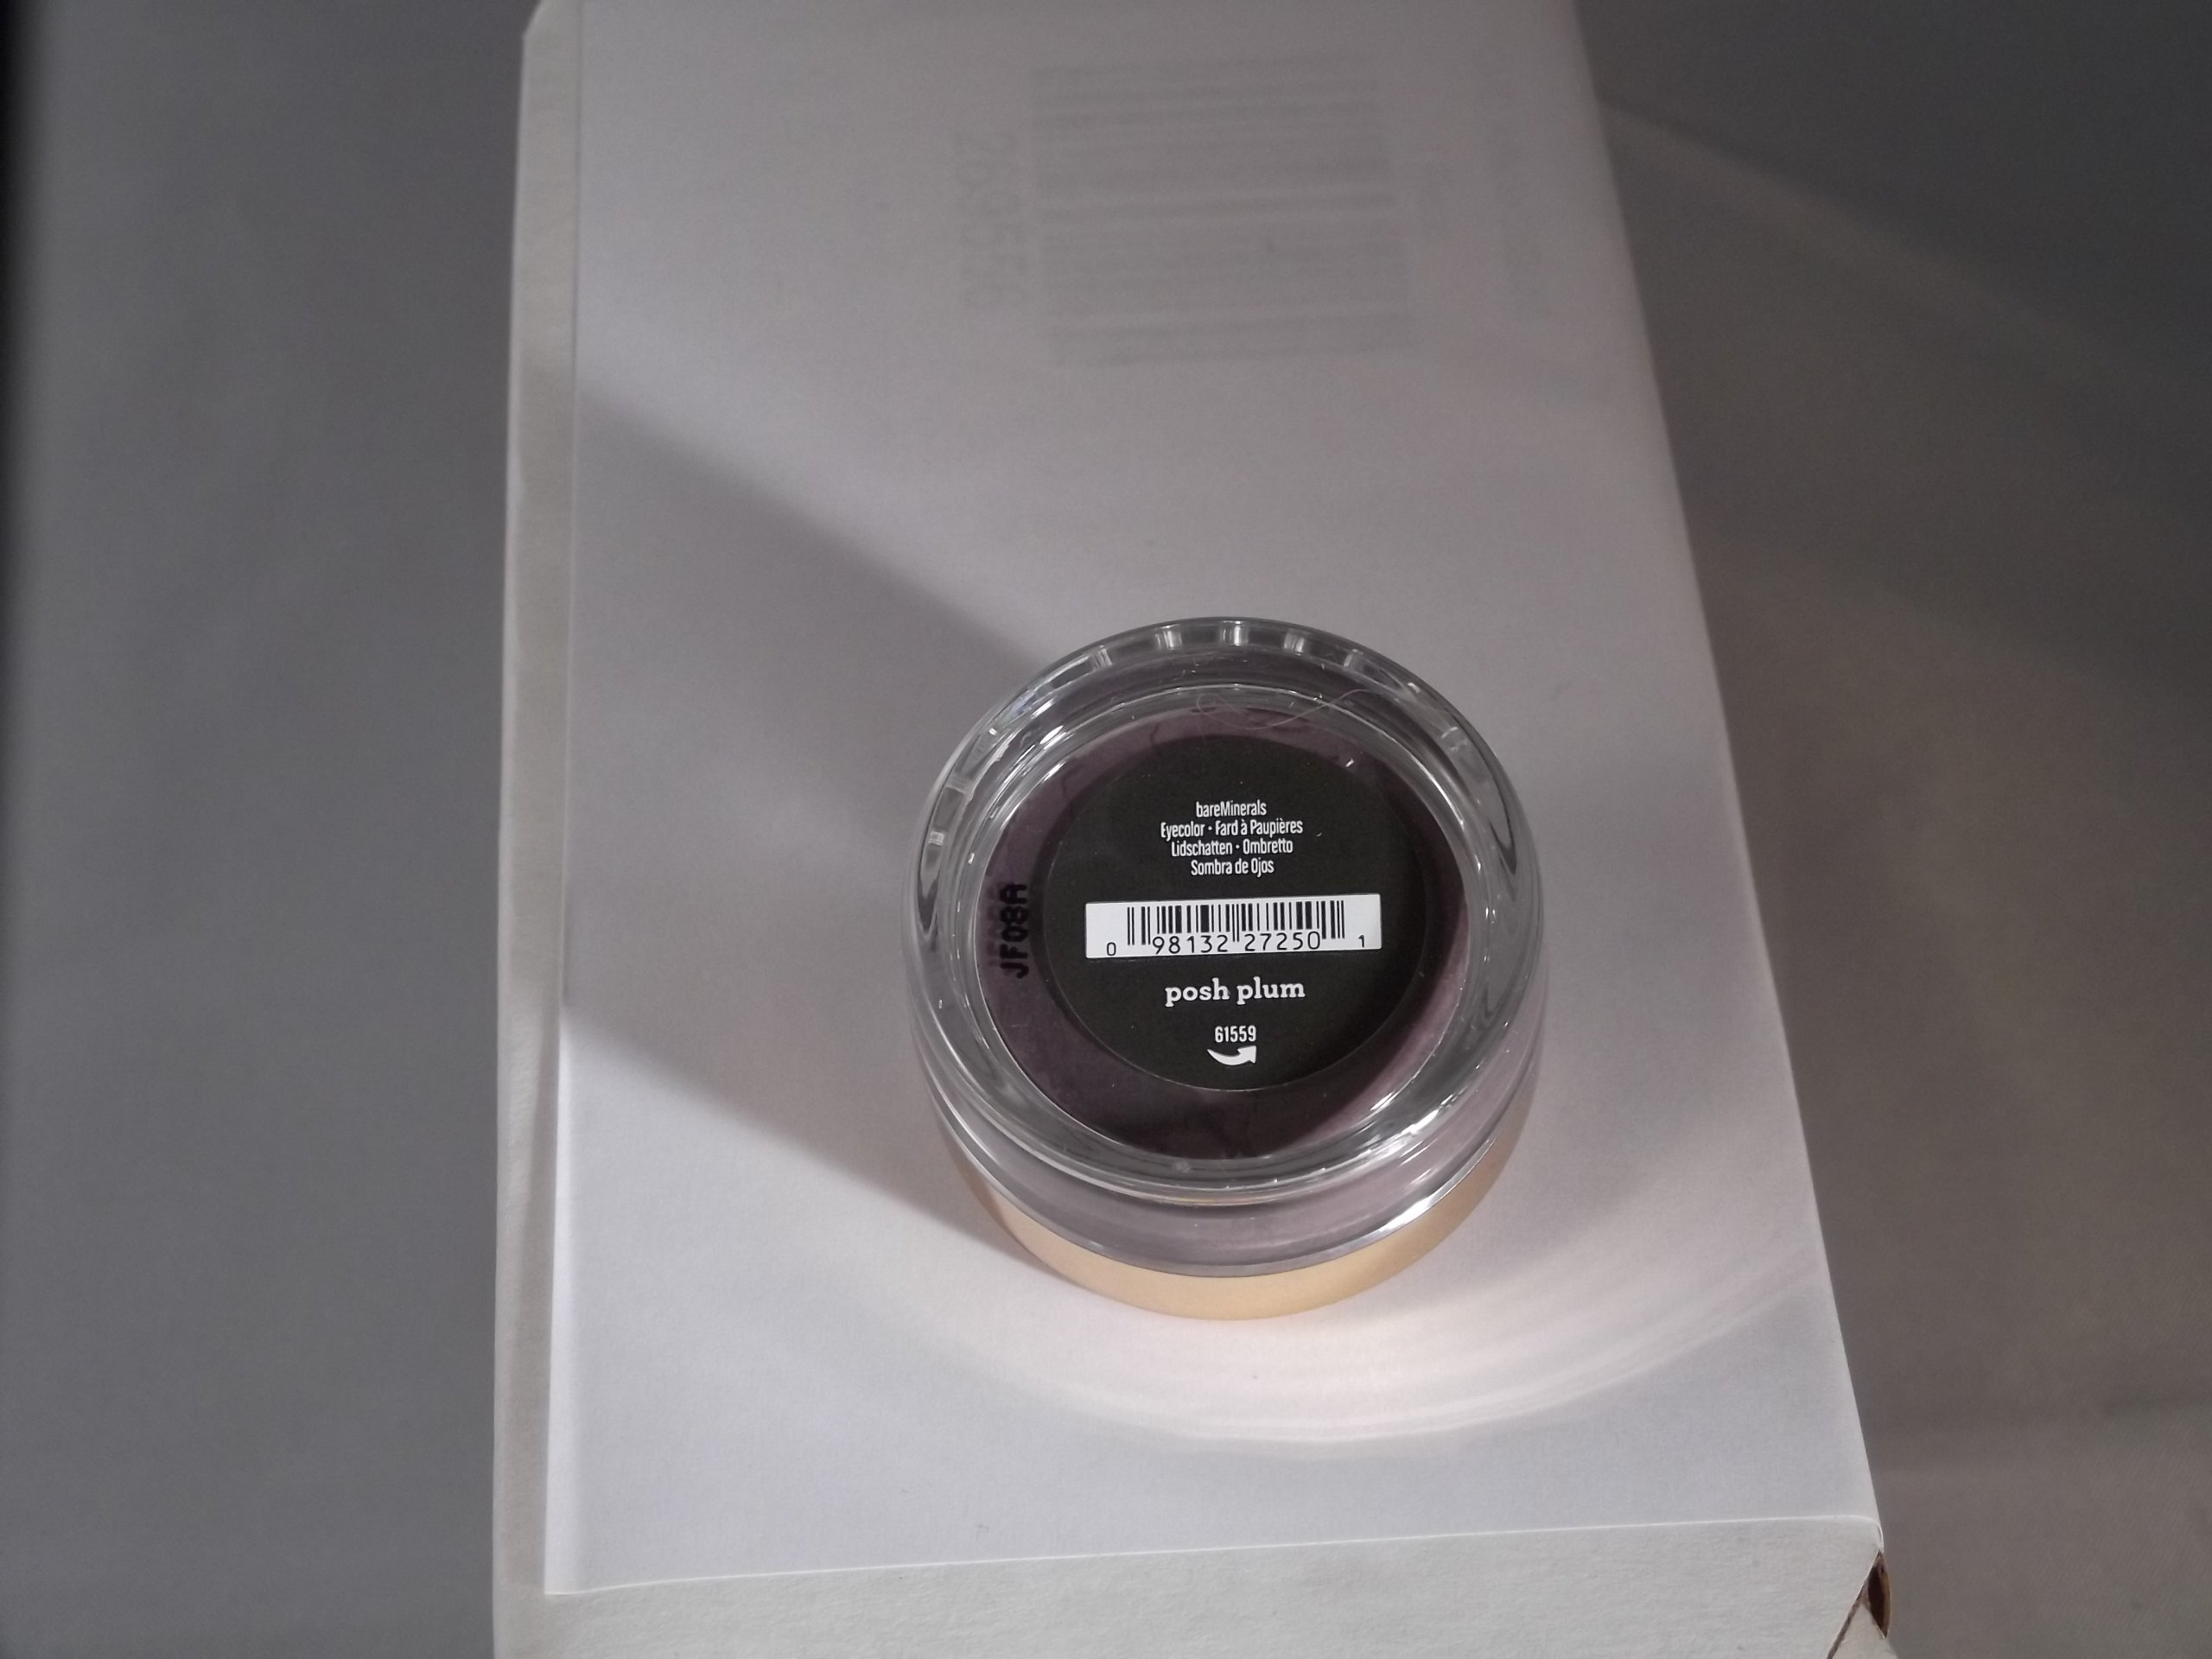 bareMinerals
Eyecolor · Fard à Paupières
Lidschatten · Ombretto
Sombra de Ojos
0 98132 27250 1
posh plum
61559
JF08A